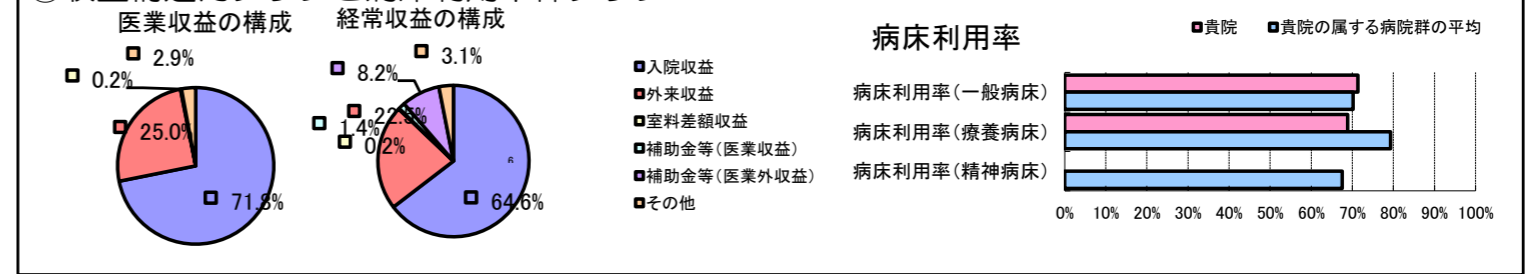 医業収益の構成
経常収益の構成
2.9%
0.2%
25.0%
71.8%
3.1%
8.2%
22.5%
1.4%
0.2%
64.6%
入院収益
外来収益
室料差額収益
補助金等(医業収益)
補助金等(医業外収益)
その他
病床利用率
貴院 貴院の属する病院群の平均
病床利用率(一般病床)
病床利用率(療養病床)
病床利用率(精神病床)
0% 10% 20% 30% 40% 50% 60% 70% 80% 90% 100%